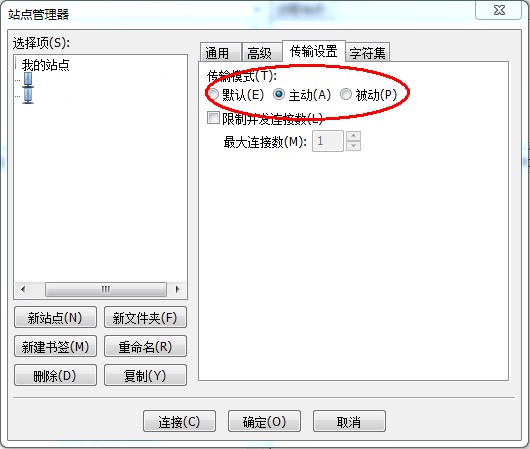 站点管理器
选择项(S):
我的站点
通用
高级
传输设置
字符集
传输模式(T):
默认(E)
主动(A)
被动(P)
限制并发连接数(L)
最大连接数(M):
1
新站点(N)
新文件夹(F)
新建书签(M)
重命名(R)
删除(D)
复制(Y)
连接(C)
确定(O)
取消